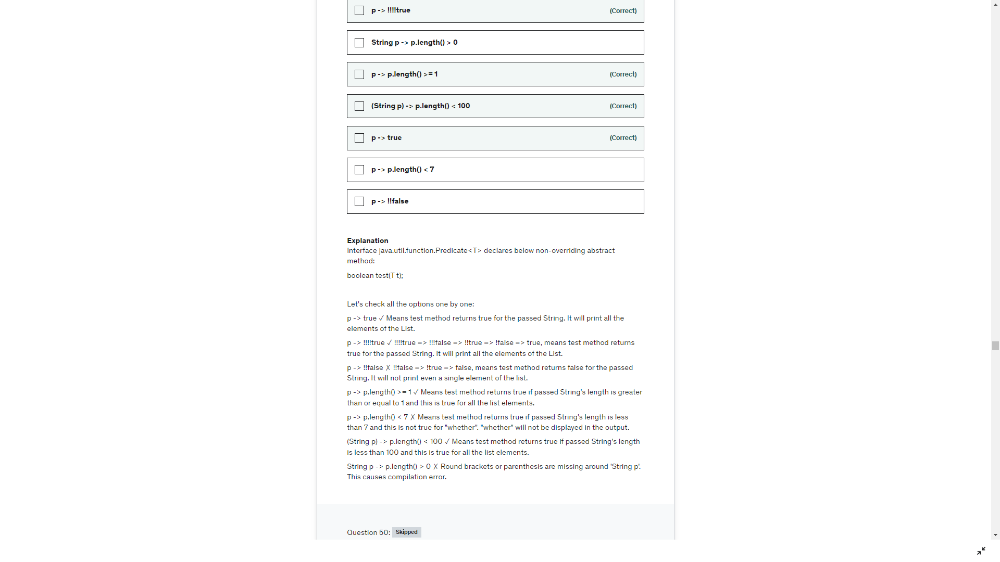 p -> !!!!true (Correct)
String p -> p.length() > 0
p -> p.length() >= 1 (Correct)
(String p) -> p.length() < 100 (Correct)
p -> true (Correct)
p -> p.length() < 7
p -> !!false
Explanation
Interface java.util.function.Predicate<T> declares below non-overriding abstract
method:
boolean test(T t);
Let's check all the options one by one:
p -> true ✓ Means test method returns true for the passed String. It will print all the
elements of the List.
p -> !!!!true ✓ !!!!true => !!!false => !!true => !false => true, means test method returns
true for the passed String. It will print all the elements of the List.
p -> !!false ✗ !!false => !true => false, means test method returns false for the passed
String. It will not print even a single element of the list.
p -> p.length() >= 1 ✓ Means test method returns true if passed String's length is greater
than or equal to 1 and this is true for all the list elements.
p -> p.length() < 7 ✗ Means test method returns true if passed String's length is less
than 7 and this is not true for "whether". "whether" will not be displayed in the output.
(String p) -> p.length() < 100 ✓ Means test method returns true if passed String's length
is less than 100 and this is true for all the list elements.
String p -> p.length() > 0 ✗ Round brackets or parenthesis are missing around 'String p'.
This causes compilation error.
Question 50: Skipped